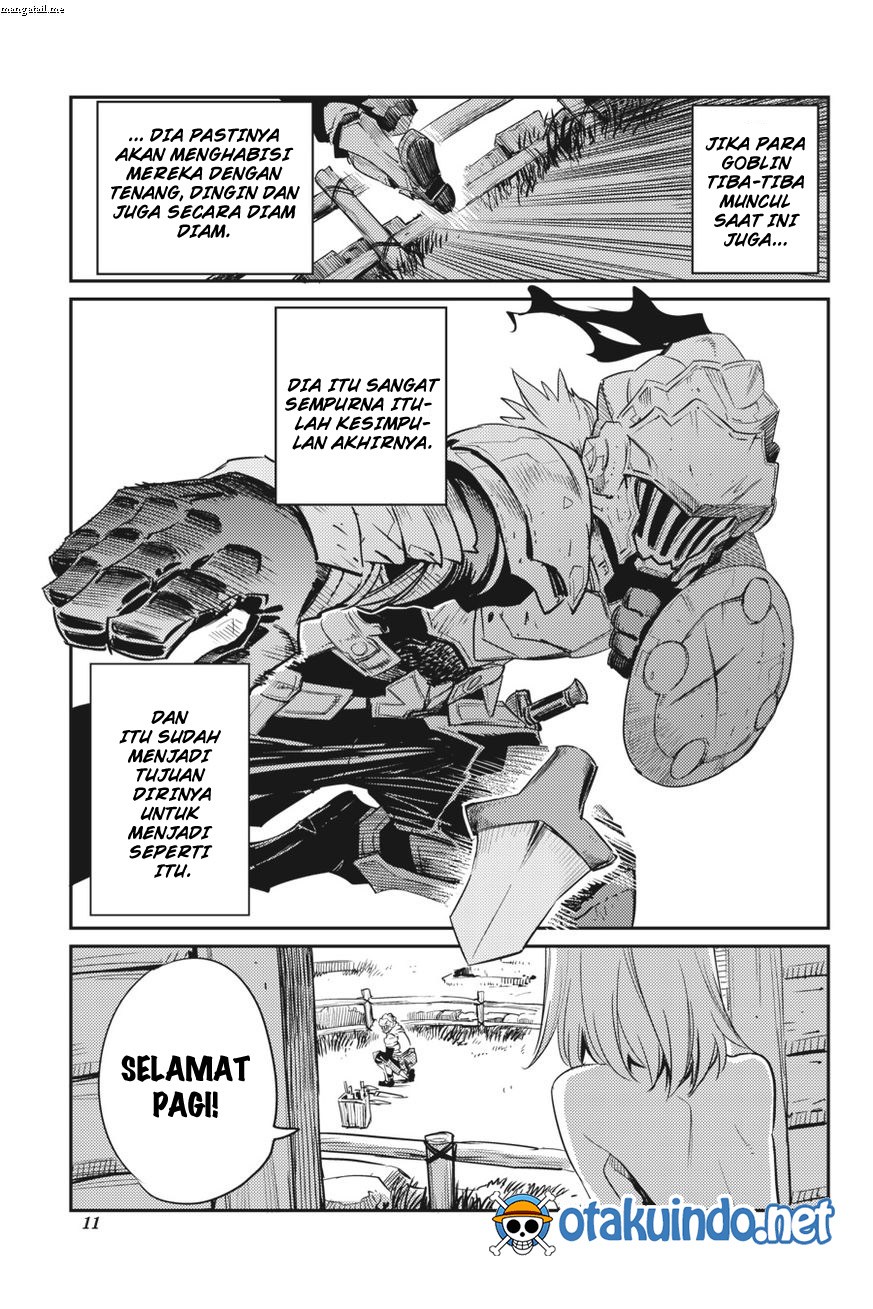 mangatail.me
JIKA PARA
GOBLIN
TIBA-TIBA
MUNCUL
SAAT INI
JUGA...
... DIA PASTINYA
AKAN MENGHABISI
MEREKA DENGAN
TENANG, DINGIN DAN
JUGA SECARA DIAM
DIAM.
DIA ITU SANGAT
SEMPURNA ITU-
LAH KESIMPU-
LAN AKHIRNYA.
DAN
ITU SUDAH
MENJADI
TUJUAN
DIRINYA
UNTUK
MENJADI
SEPERTI
ITU.
SELAMAT
PAGI!
11
otakuindo.net